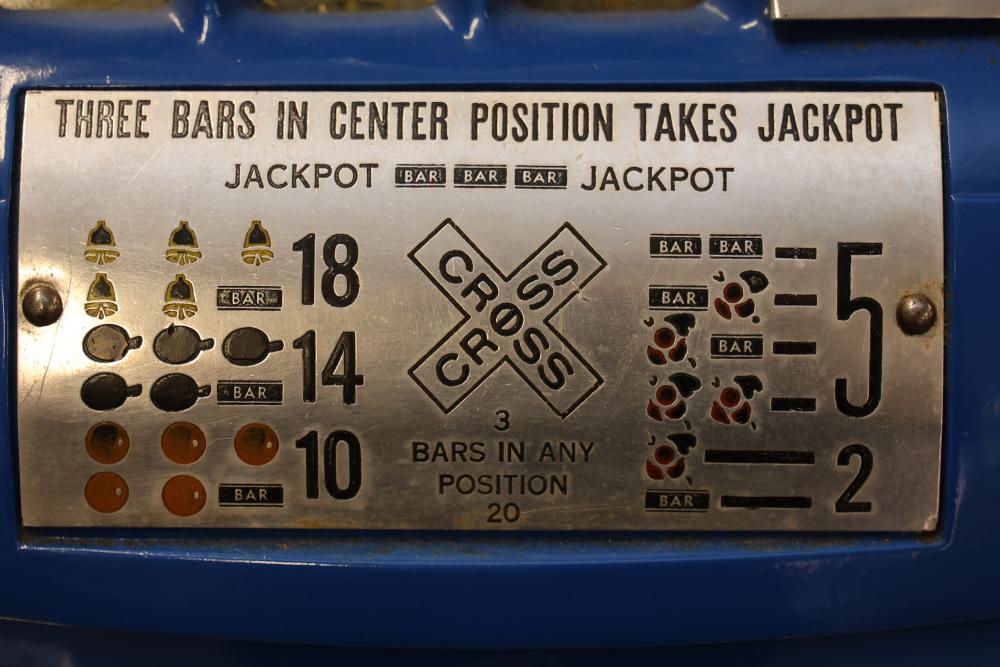 THREE BARS IN CENTER POSITION TAKES JACKPOT
JACKPOT BAR BAR BAR JACKPOT
18
BAR
14
BAR
10
BAR
CROSS
CROSS
3
BARS IN ANY
POSITION
20
BAR BAR
BAR
BAR
5
2
BAR